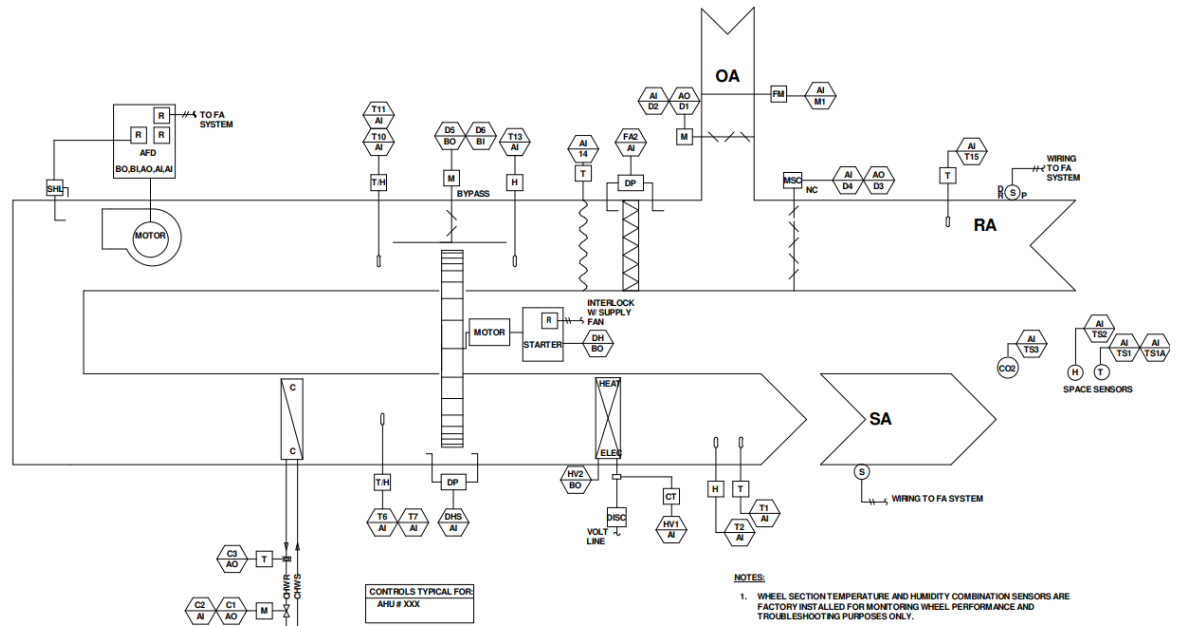 OA
AI
D2
AO
D1
FM
AI
M1
M
R
TO FA
SYSTEM
R
R
AFD
BO,BI,AO,AI,AI
SHL
MOTOR
T11
AI
T10
AI
T/H
D5
BO
D6
BI
M
BYPASS
T13
AI
H
AI
14
T
FA2
AI
DP
MSC
NC
AI
D4
AO
D3
AI
T15
T
D
R
S
P
WIRING
TO FA
SYSTEM
RA
MOTOR
R
STARTER
INTERLOCK
W/ SUPPLY
FAN
DH
BO
AI
TS3
CO2
AI
TS2
AI
TS1
AI
TS1A
H
T
SPACE SENSORS
C
C
HEAT
ELEC
SA
S
WIRING TO FA SYSTEM
T/H
T6
AI
T7
AI
DP
DHS
AI
HV2
BO
DISC
VOLT
LINE
CT
HV1
AI
H
T
T2
AI
T1
AI
C3
AO
T
CHWR
CHWS
C2
AI
C1
AO
M
CONTROLS TYPICAL FOR:
AHU # XXX
NOTES:
1. WHEEL SECTION TEMPERATURE AND HUMIDITY COMBINATION SENSORS ARE
FACTORY INSTALLED FOR MONITORING WHEEL PERFORMANCE AND
TROUBLESHOOTING PURPOSES ONLY.